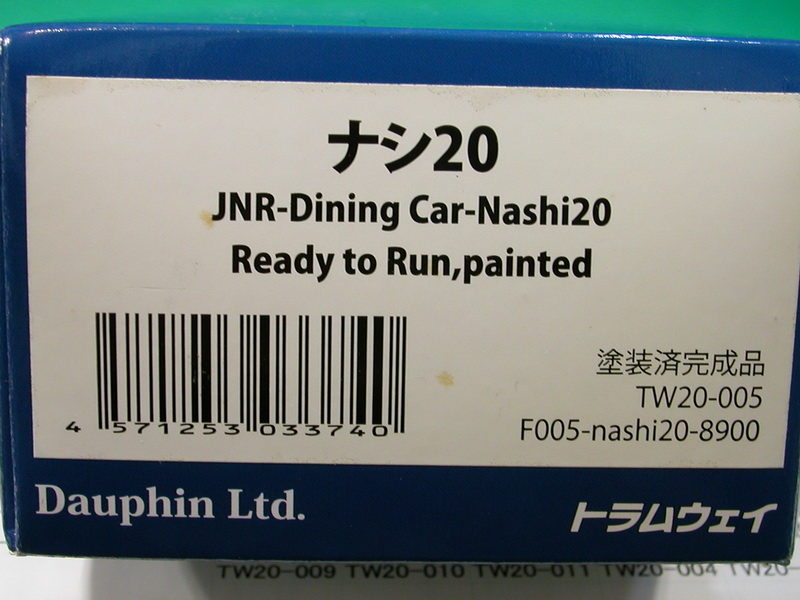 ナシ20
JNR-Dining Car-Nashi20
Ready to Run,painted
4 571253 033740
塗装済完成品
TW20-005
F005-nashi20-8900
Dauphin Ltd.
トラムウェイ
TW20-009 TW20-010 TW20-011 TW20-004 TW20